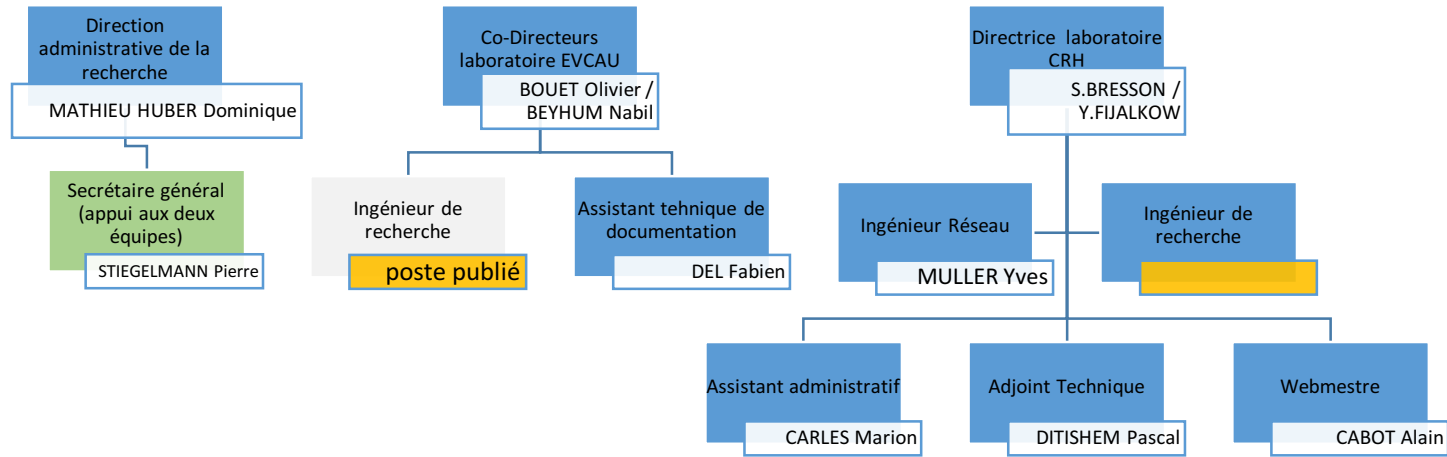 Direction
administrative de la
recherche
MATHIEU HUBER Dominique
Secrétaire général
(appui aux deux
équipes)
STIEGELMANN Pierre
Co-Directeurs
laboratoire EVCAU
BOUET Olivier /
BEYHUM Nabil
Ingénieur de
recherche
poste publié
Assistant tehnique de
documentation
DEL Fabien
Directrice laboratoire
CRH
S.BRESSON /
Y.FIJALKOW
Ingénieur Réseau
MULLER Yves
Ingénieur de
recherche
Assistant administratif
CARLES Marion
Adjoint Technique
DITISHEM Pascal
Webmestre
CABOT Alain